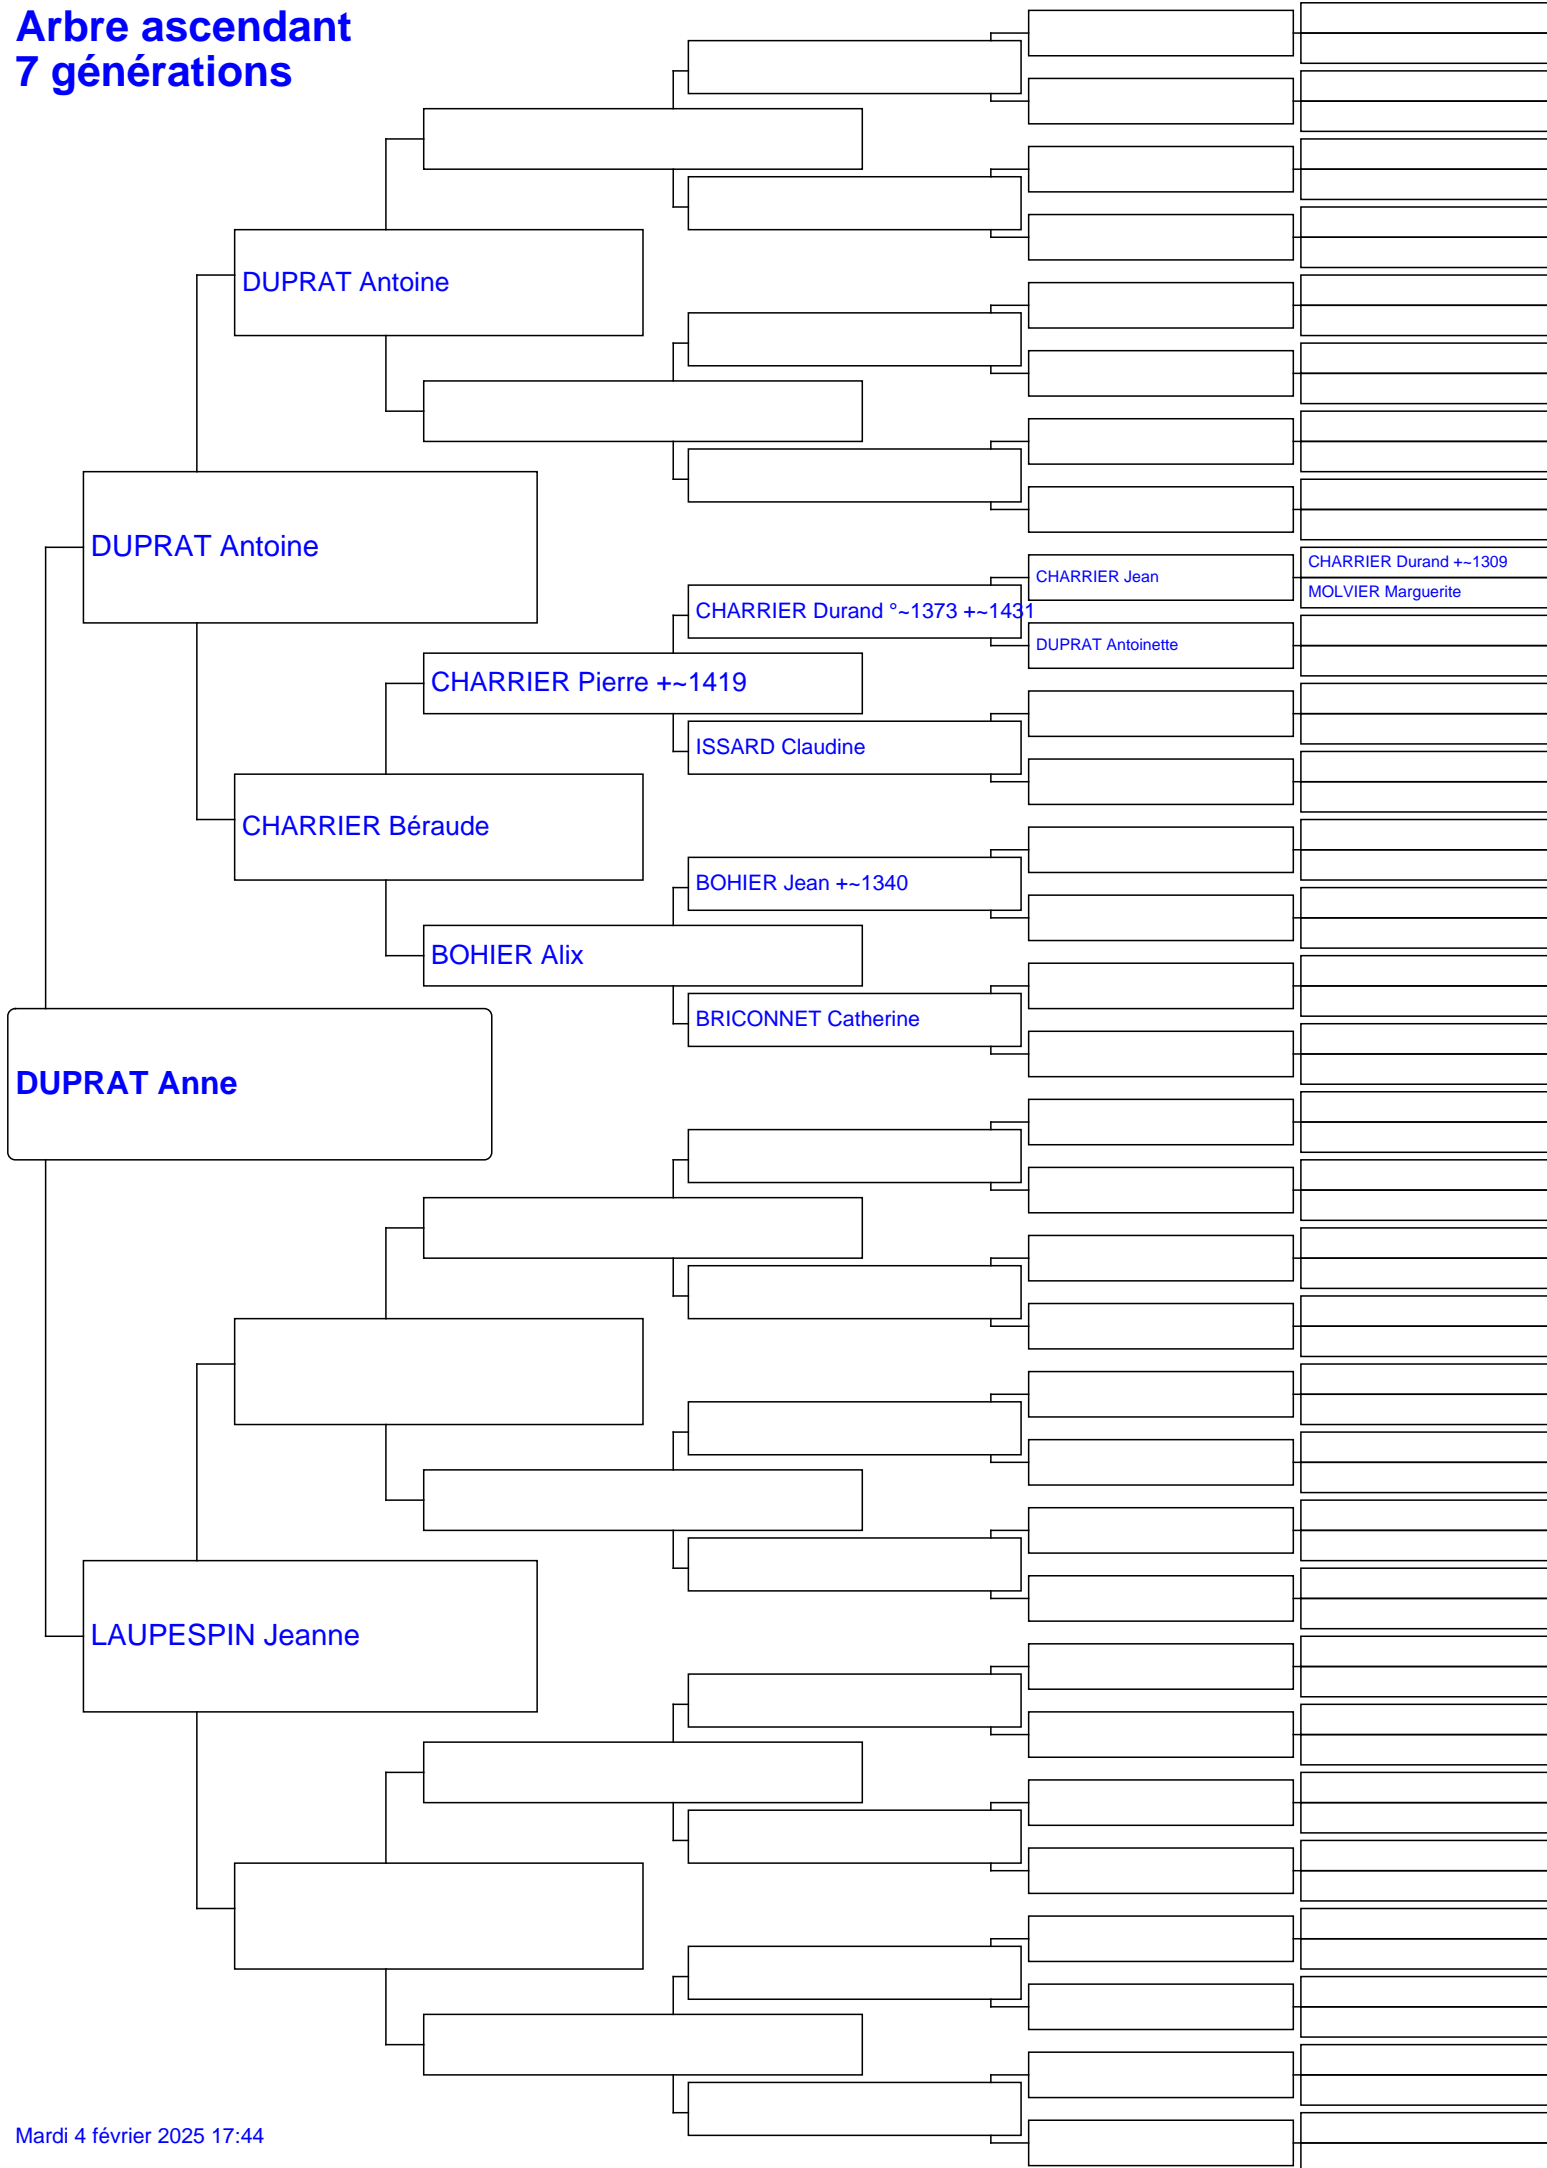 Arbre ascendant
7 générations
DUPRAT Antoine
DUPRAT Antoine
CHARRIER Jean
CHARRIER Durand +~1309
MOLVIER Marguerite
CHARRIER Durand °~1373 +~1431
DUPRAT Antoinette
CHARRIER Pierre +~1419
ISSARD Claudine
CHARRIER Béraude
BOHIER Jean +~1340
BOHIER Alix
BRICONNET Catherine
DUPRAT Anne
LAUPESPIN Jeanne
Mardi 4 février 2025 17:44